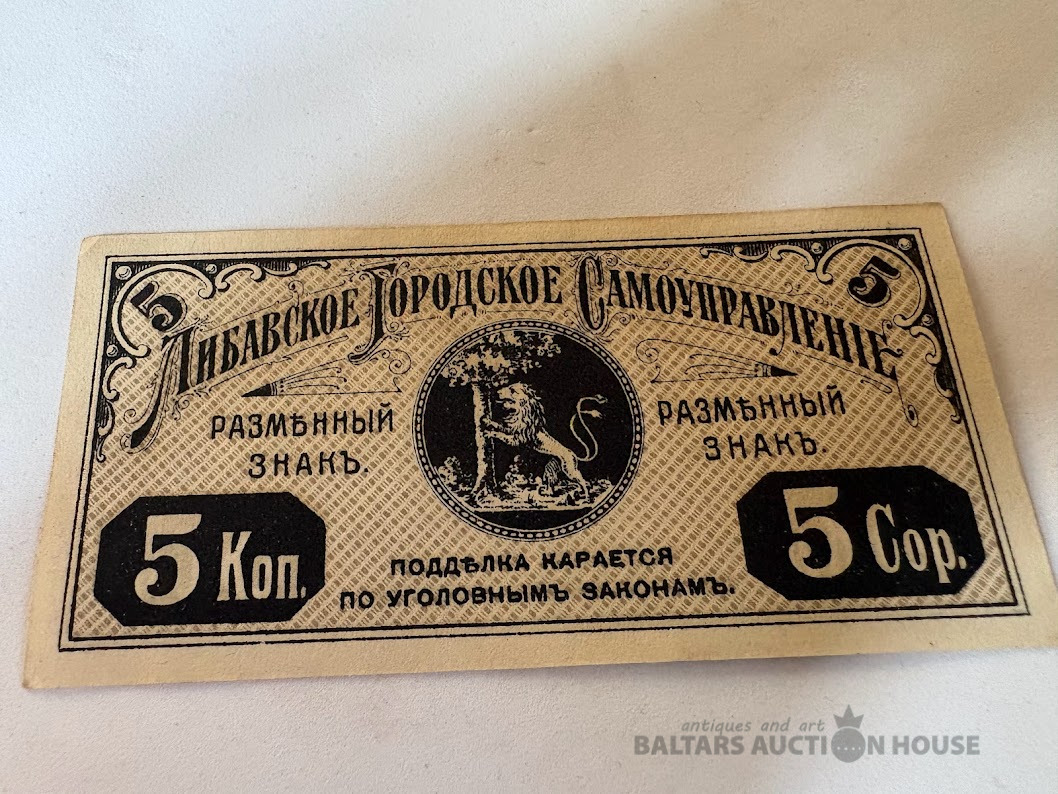 5 5
Либавское Городское Самоуправленіе
РАЗМѢННЫЙ
ЗНАКЪ.
РАЗМѢННЫЙ
ЗНАКЪ.
5 Коп.
ПОДДѢЛКА КАРАЕТСЯ
ПО УГОЛОВНЫМЪ ЗАКОНАМЪ.
5 Cop.
antiques and art
BALTARS AUCTION HOUSE